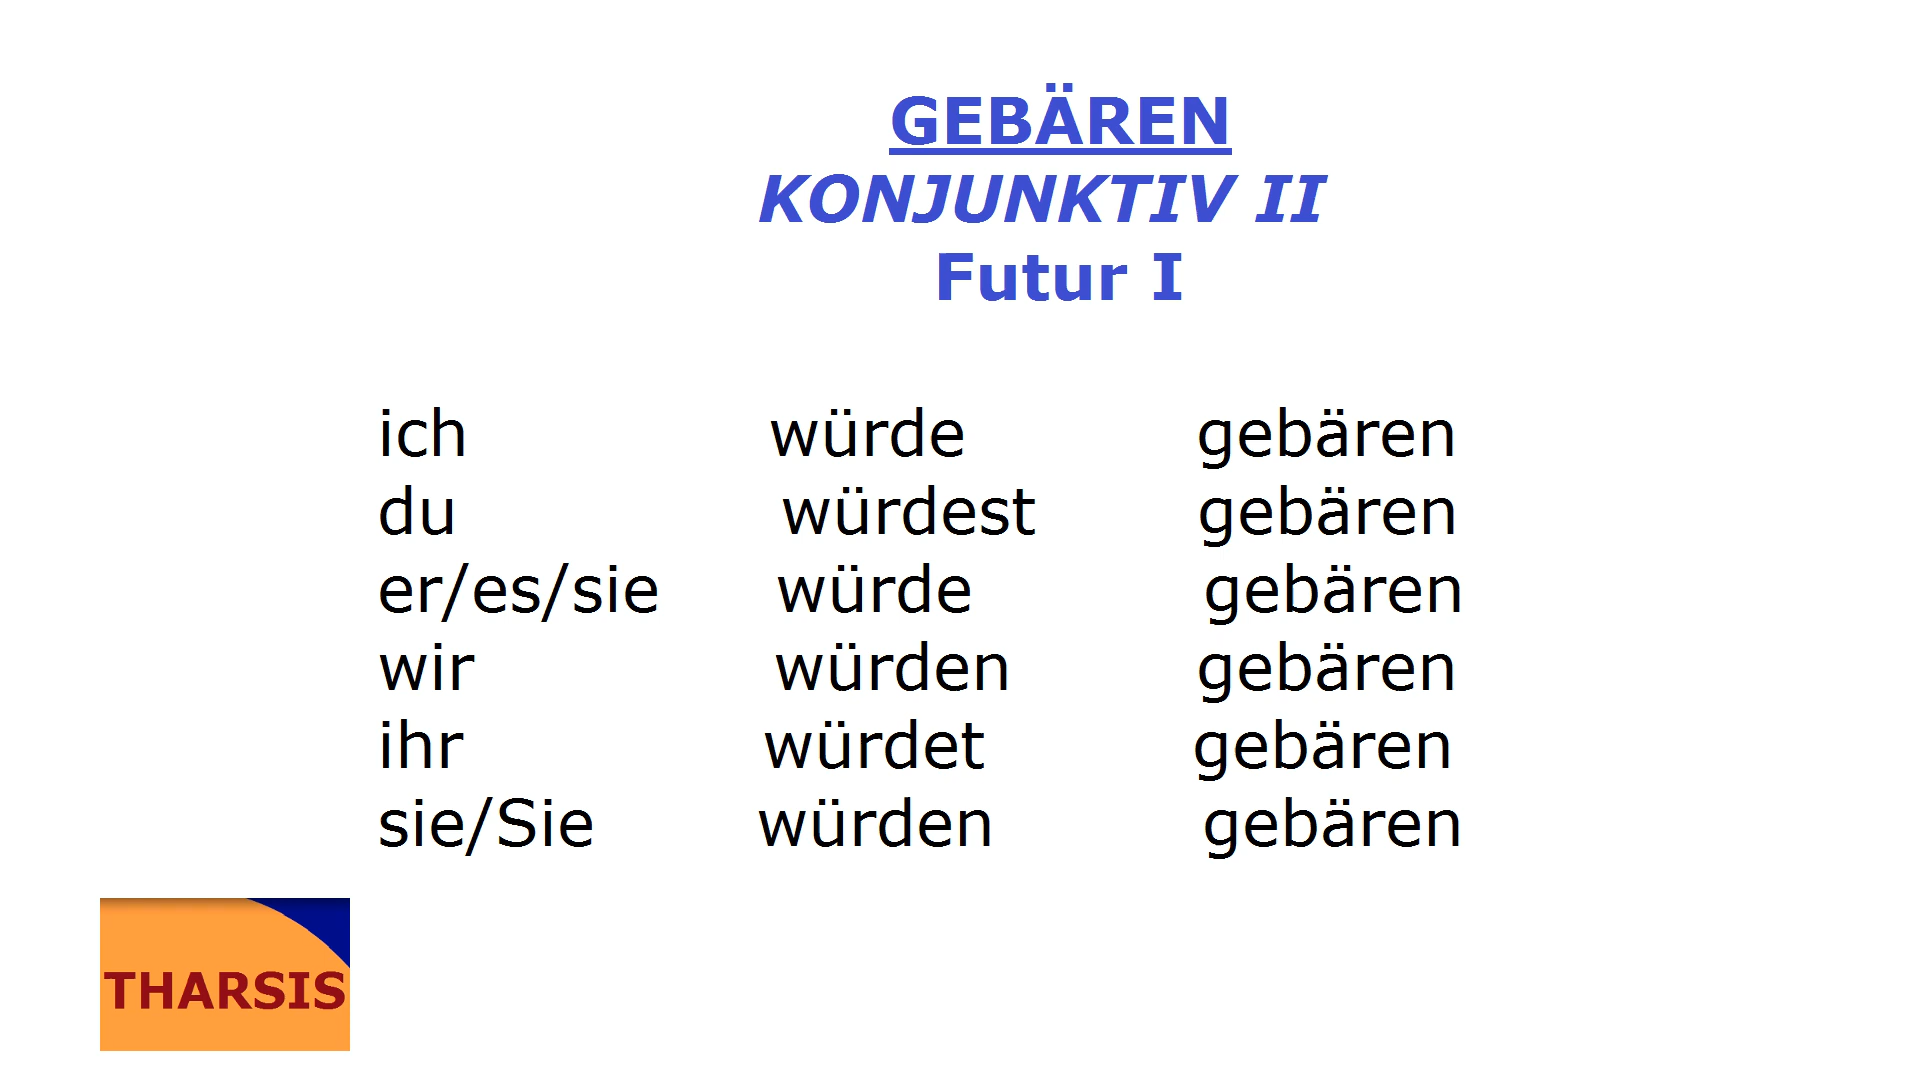 GEBÄREN
KONJUNKTIV II
Futur I
ich würde gebären
du würdest gebären
er/es/sie würde gebären
wir würden gebären
ihr würdet gebären
sie/Sie würden gebären
THARSIS